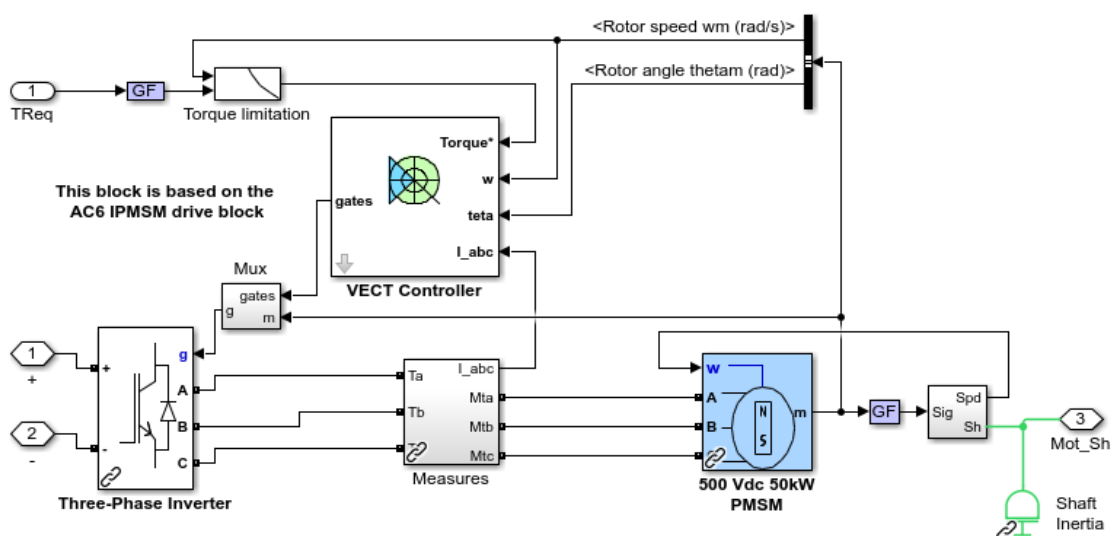 <Rotor speed wm (rad/s)>
<Rotor angle thetam (rad)>
1
GF
TReq
Torque limitation
Torque*
This block is based on the
AC6 IPMSM drive block
w
gates
teta
I_abc
Mux
VECT Controller
gates
g
m
1
+
g
+
A
B
-
C
2
-
Three-Phase Inverter
Ta
I_abc
Mta
Tb
Mtb
Mtc
Measures
w
A
B
m
N
S
500 Vdc 50kW
PMSM
GF
Spd
Sig
Sh
3
Mot_Sh
Shaft
Inertia